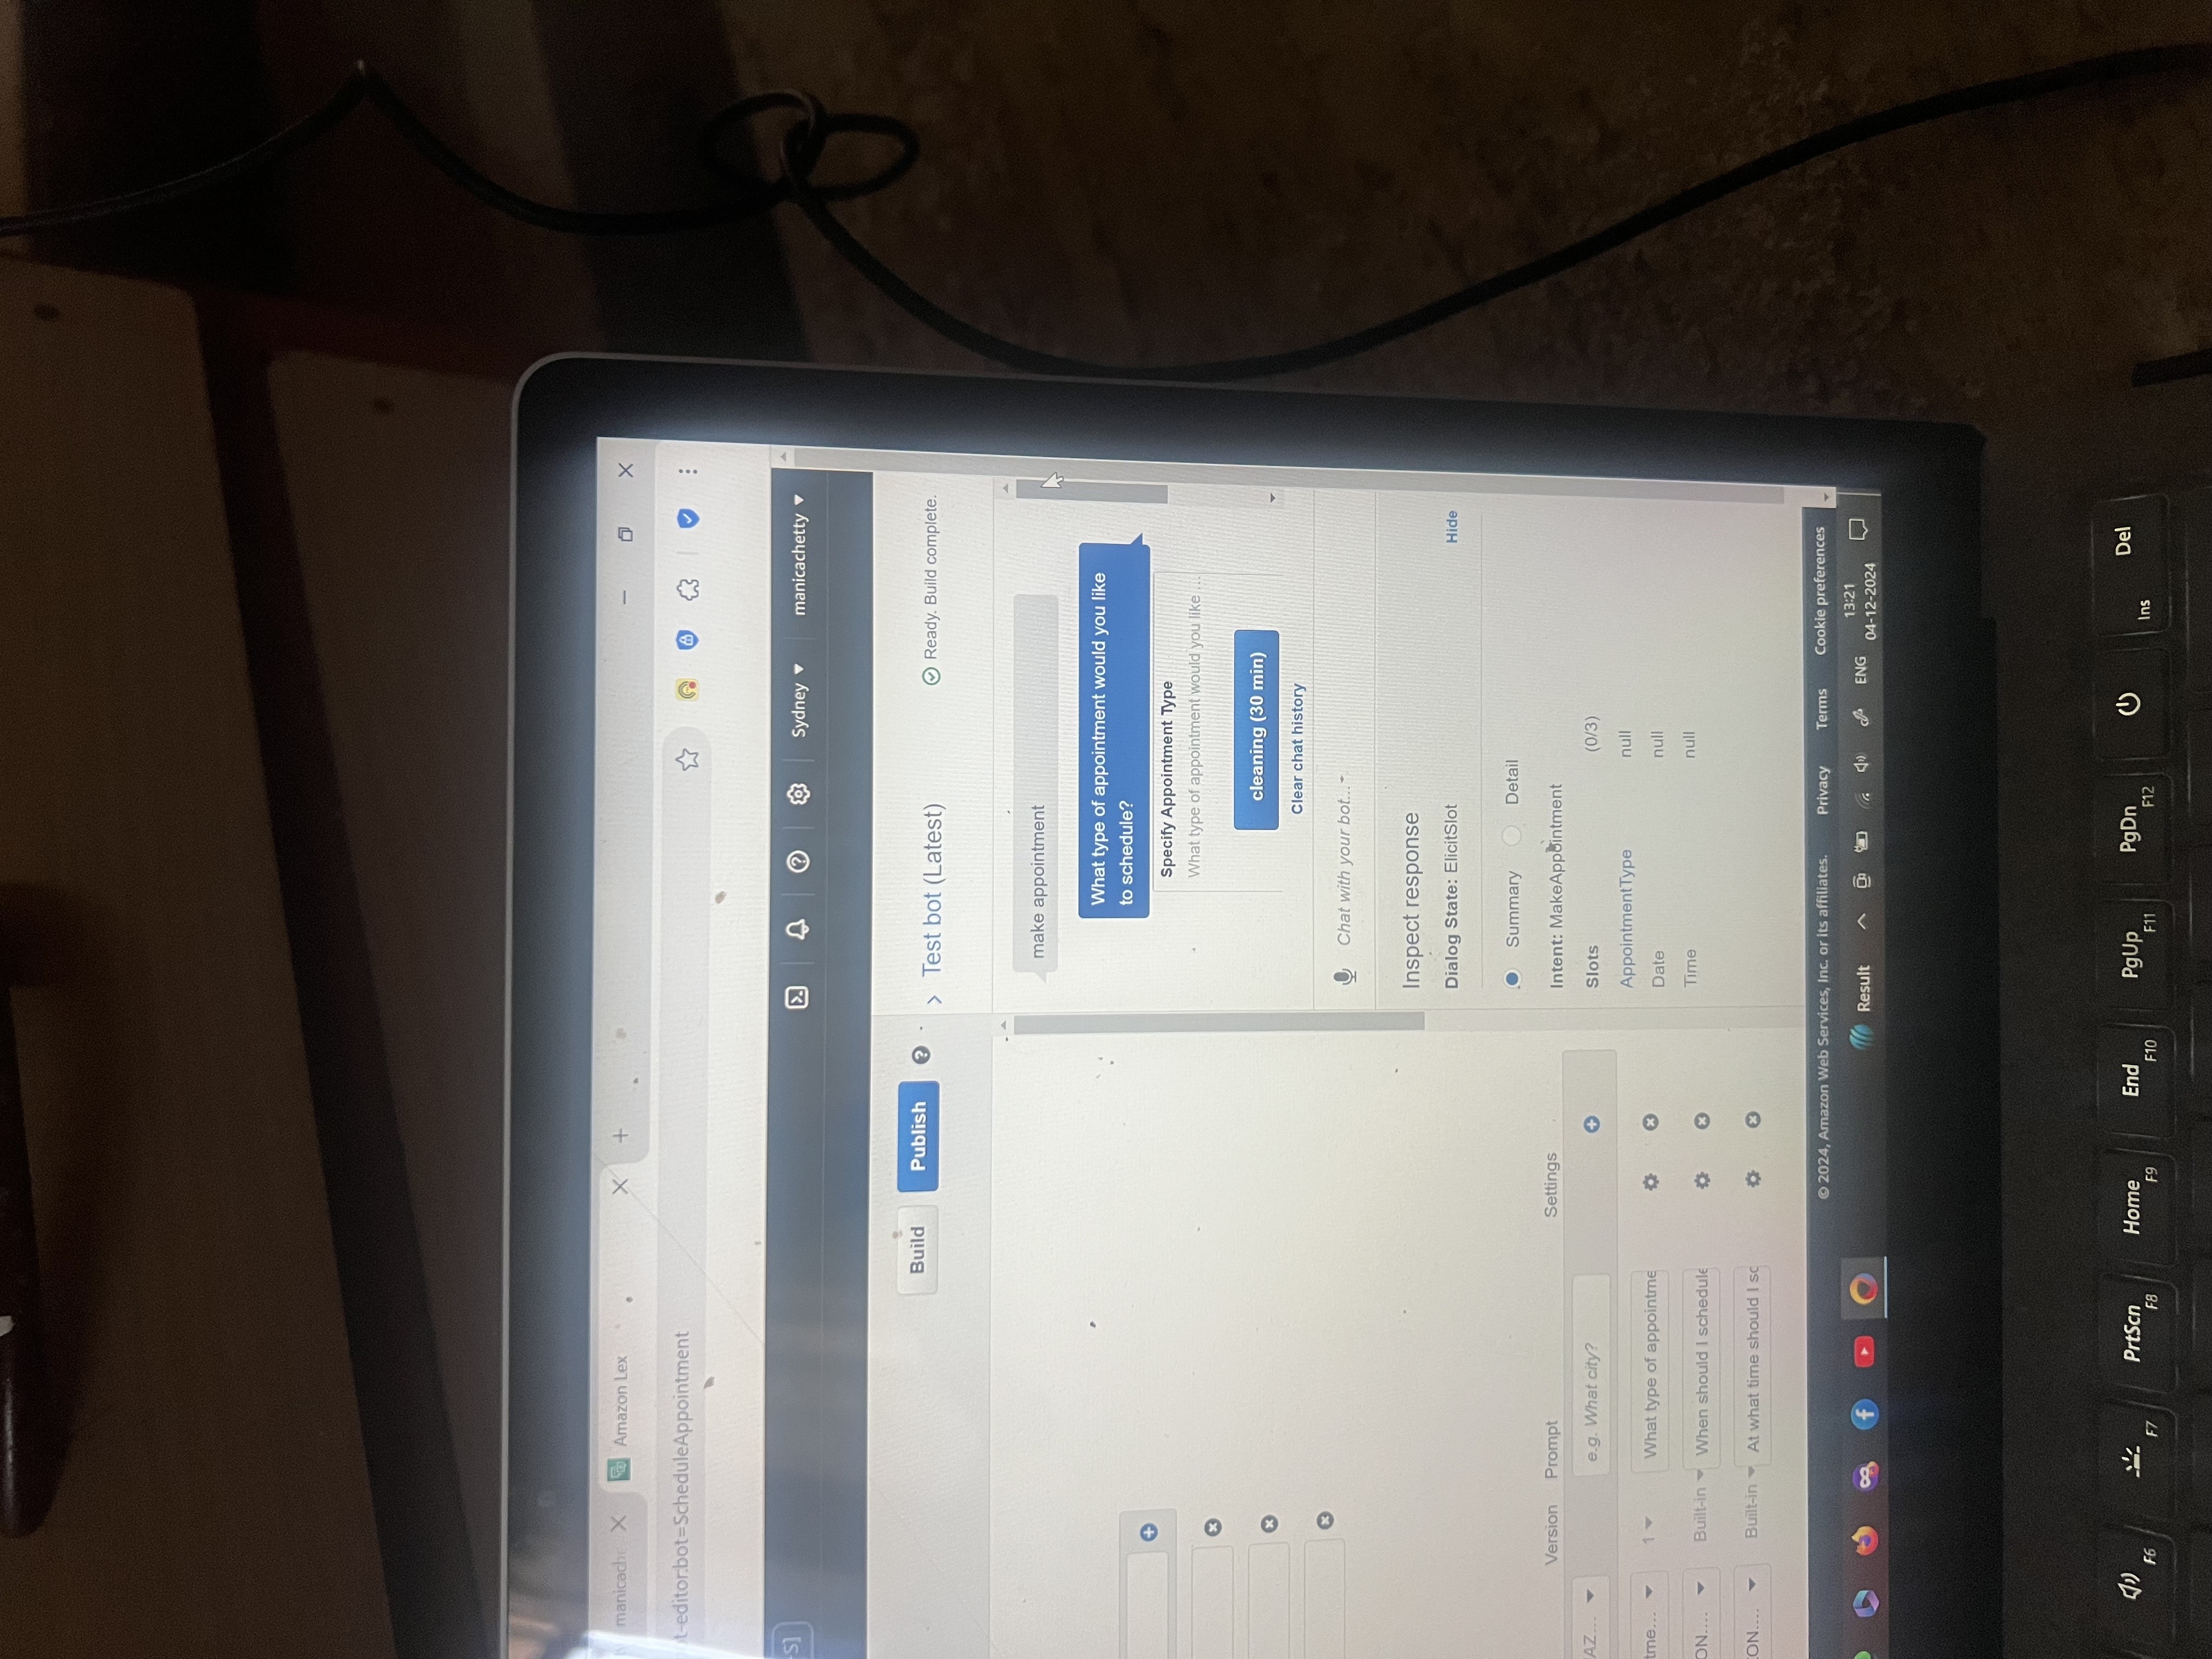 manicache
Amazon Lex
t-editor:bot=ScheduleAppointment
S]
Sydney
manicachetty
Build
Publish
Test bot (Latest)
Ready. Build complete.
make appointment
What type of appointment would you like
to schedule?
Specify Appointment Type
What type of appointment would you like ...
cleaning (30 min)
Clear chat history
Chat with your bot...
Inspect response
Dialog State: ElicitSlot
Hide
Summary
Detail
Intent: MakeAppointment
Slots (0/3)
AppointmentType null
Date null
Time null
Version Prompt Settings
AZ... e.g. What city?
tme... 1 What type of appointme
ON.... Built-in When should I schedule
ON.... Built-in At what time should I sc
© 2024, Amazon Web Services, Inc. or its affiliates. Privacy Terms Cookie preferences
Result
ENG
13:21
04-12-2024
F6
F7
PrtScn F8
Home F9
End F10
PgUp F11
PgDn F12
Ins Del